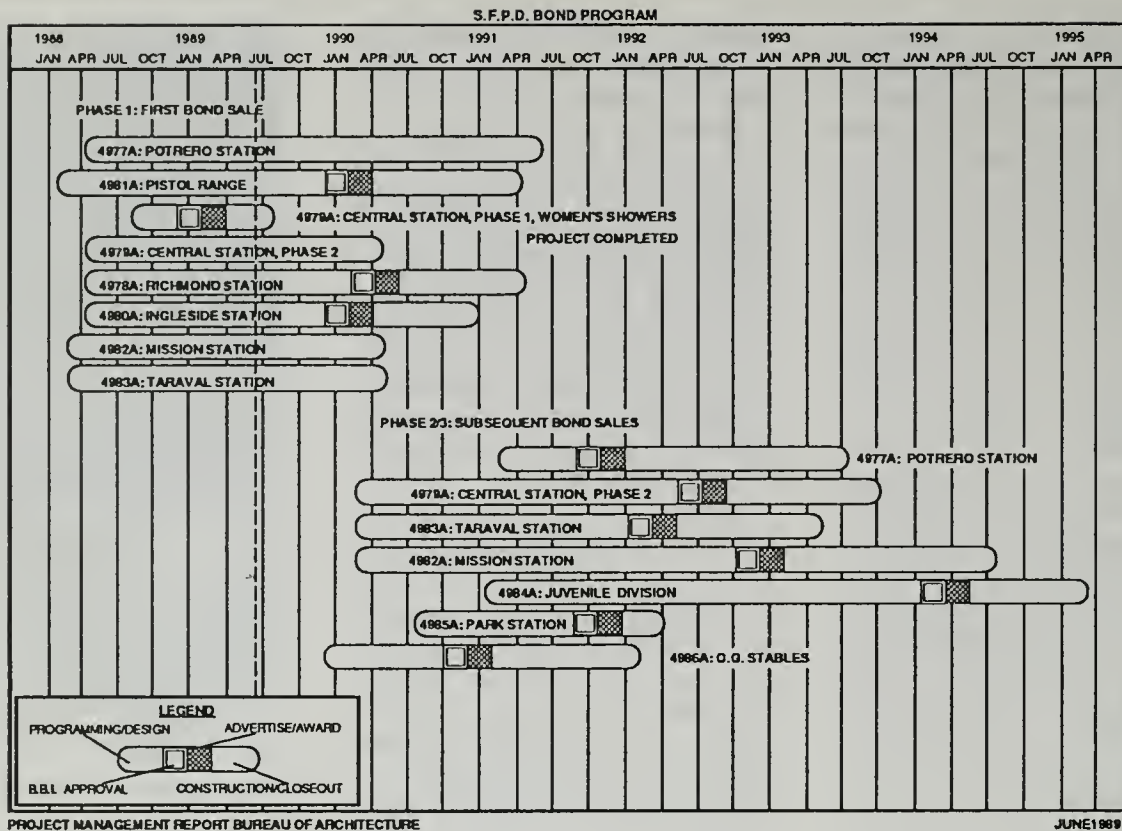 S.F.P.D. BOND PROGRAM
1988 1989 1990 1991 1992 1993 1994 1995
JAN APR JUL OCT JAN APR JUL OCT JAN APR JUL OCT JAN APR JUL OCT JAN APR JUL OCT JAN APR JUL OCT JAN APR JUL OCT JAN APR
PHASE 1: FIRST BOND SALE
4977A: POTRERO STATION
4981A: PISTOL RANGE
4979A: CENTRAL STATION, PHASE 1, WOMEN'S SHOWERS
PROJECT COMPLETED
4979A: CENTRAL STATION, PHASE 2
4978A: RICHMOND STATION
4980A: INGLESIDE STATION
4982A: MISSION STATION
4983A: TARAVAL STATION
PHASE 2/3: SUBSEQUENT BOND SALES
4977A: POTRERO STATION
4979A: CENTRAL STATION, PHASE 2
4983A: TARAVAL STATION
4982A: MISSION STATION
4984A: JUVENILE DIVISION
4985A: PARK STATION
4986A: G.G. STABLES
LEGEND
PROGRAMMING/DESIGN ADVERTISE/AWARD
B.B.I. APPROVAL CONSTRUCTION/CLOSEOUT
PROJECT MANAGEMENT REPORT BUREAU OF ARCHITECTURE JUNE 1989